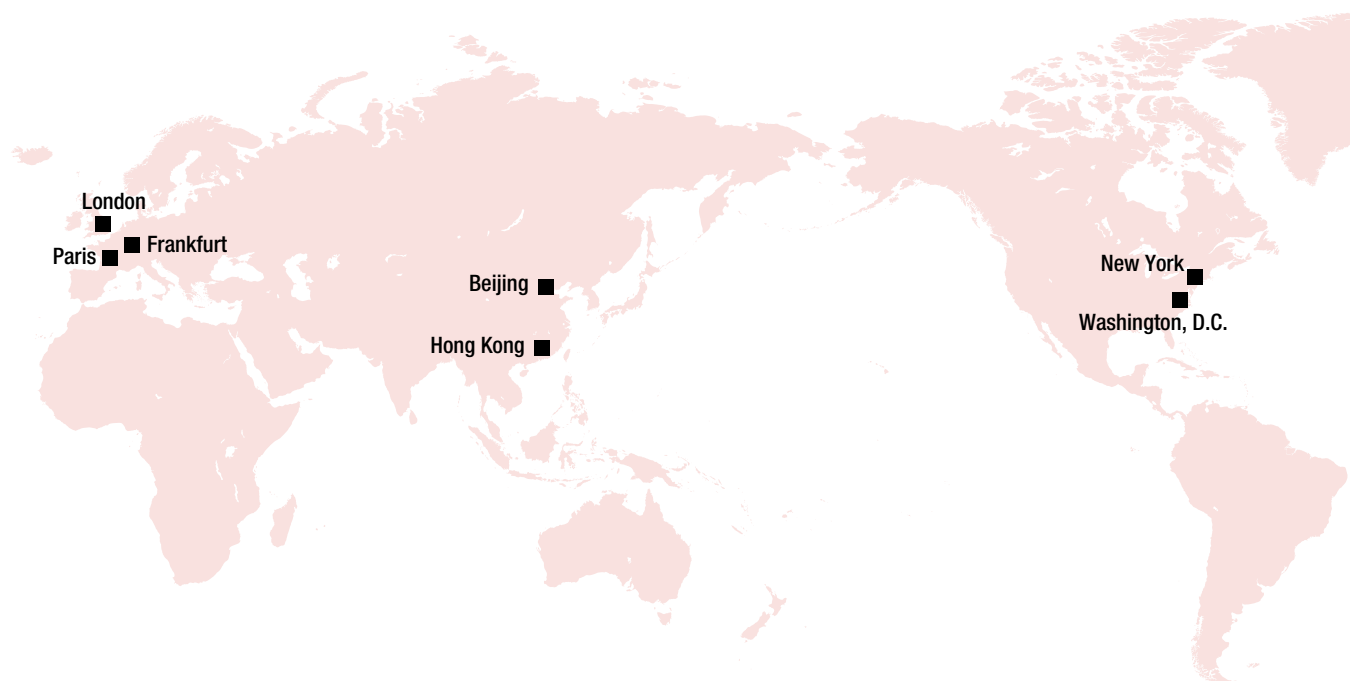 London
Paris
Frankfurt
Beijing
Hong Kong
New York
Washington, D.C.